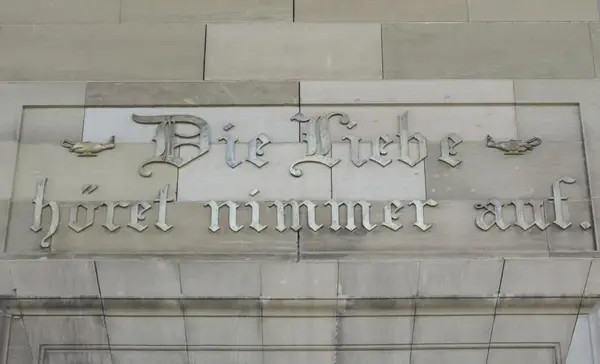 Die Liebe
höret nimmer auf.